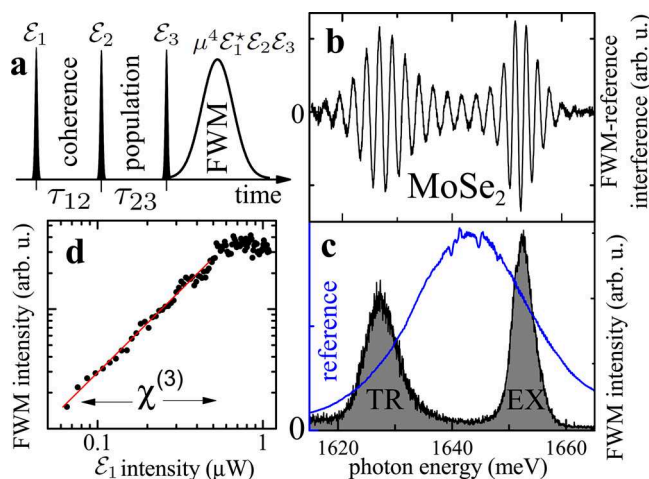 ℰ₁ ℰ₂ ℰ₃ μ⁴ℰ₁*ℰ₂ℰ₃
a
coherence
population
FWM
τ₁₂ τ₂₃ time
b
0
MoSe₂
FWM-reference
interference (arb. u.)
d
FWM intensity (arb. u.)
χ⁽³⁾
0.1 1
ℰ₁ intensity (μW)
c
reference
TR EX
0
FWM intensity (arb. u.)
1620 1640 1660
photon energy (meV)